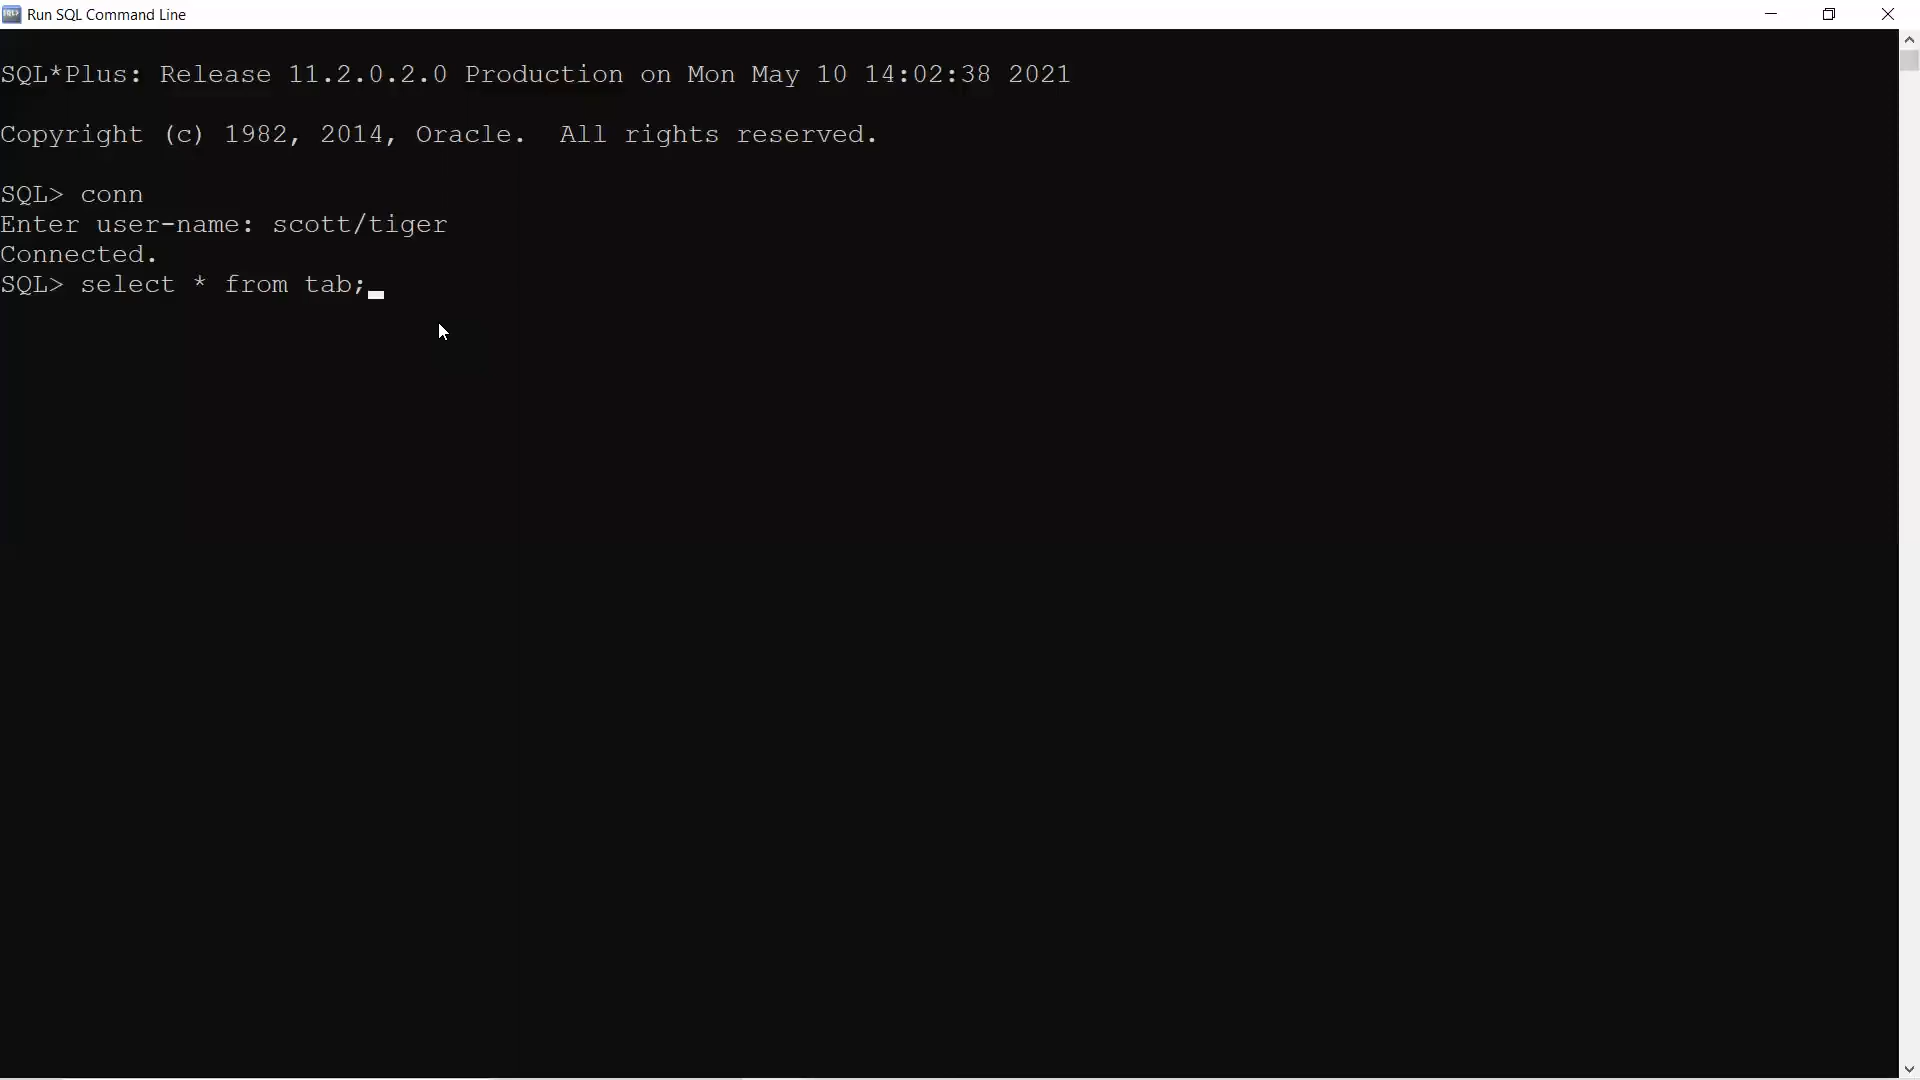 Run SQL Command Line
SQL*Plus: Release 11.2.0.2.0 Production on Mon May 10 14:02:38 2021
Copyright (c) 1982, 2014, Oracle.  All rights reserved.
SQL> conn
Enter user-name: scott/tiger
Connected.
SQL> select * from tab;